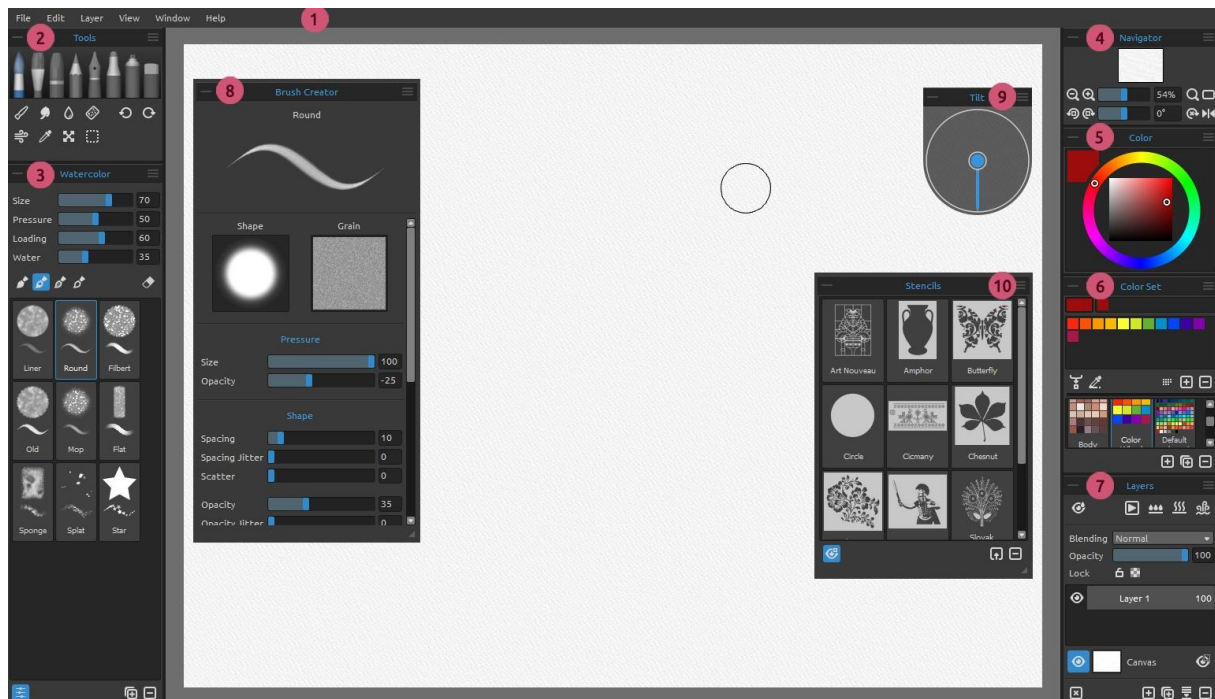 File Edit Layer View Window Help 1
2 Tools
3 Watercolor
Size 70
Pressure 50
Loading 60
Water 35
Liner Round Filbert
Old Mop Flat
Sponge Splat Star
8 Brush Creator
Round
Shape Grain
Pressure
Size 100
Opacity -25
Shape
Spacing 10
Spacing Jitter 0
Scatter 0
Opacity 35
Opacity Jitter 0
Tilt 9
Stencils 10
Art Nouveau Amphor Butterfly
Circle Cicmany Chesnut
Slovak
4 Navigator
54%
0°
5 Color
6 Color Set
Body Color Default
7 Layers
Blending Normal
Opacity 100
Lock
Layer 1 100
Canvas